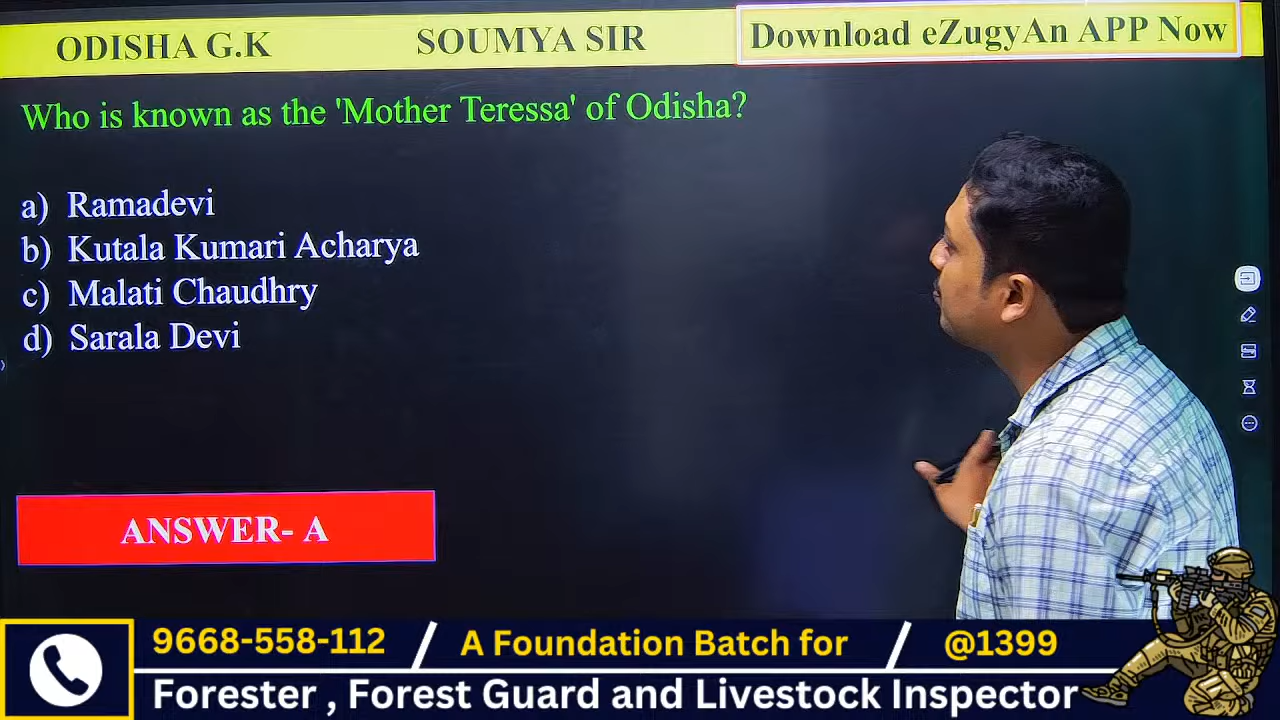 ODISHA G.K SOUMYA SIR Download eZugyAn APP Now
Who is known as the 'Mother Teressa' of Odisha?
a) Ramadevi
b) Kutala Kumari Acharya
c) Malati Chaudhry
d) Sarala Devi
ANSWER- A
9668-558-112 / A Foundation Batch for / @1399
Forester , Forest Guard and Livestock Inspector